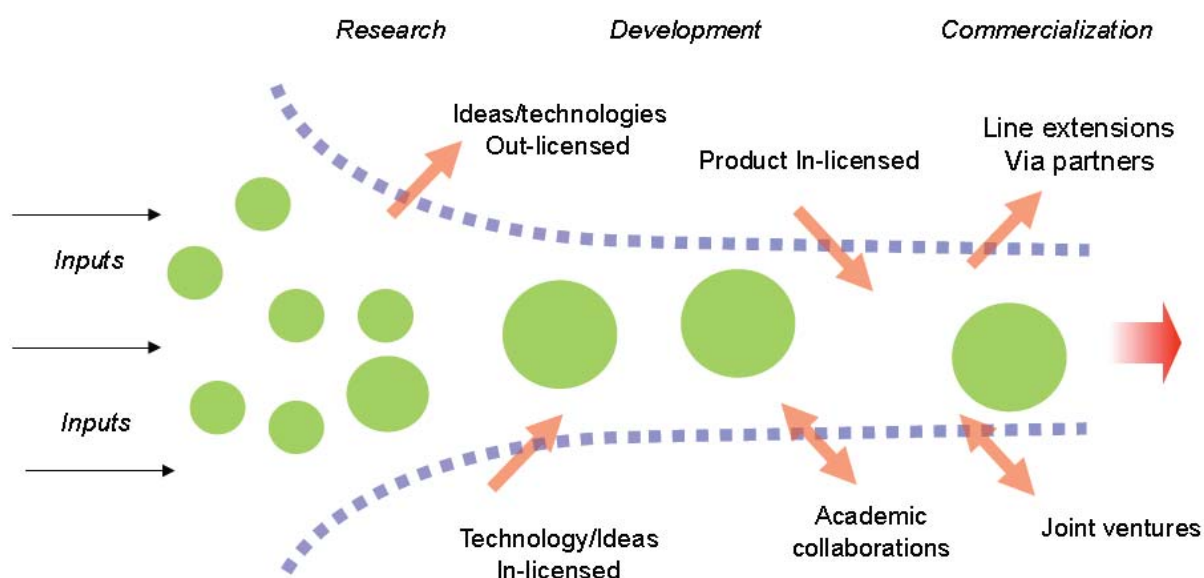 Research
Development
Commercialization
Ideas/technologies
Out-licensed
Product In-licensed
Line extensions
Via partners
Inputs
Inputs
Technology/Ideas
In-licensed
Academic
collaborations
Joint ventures